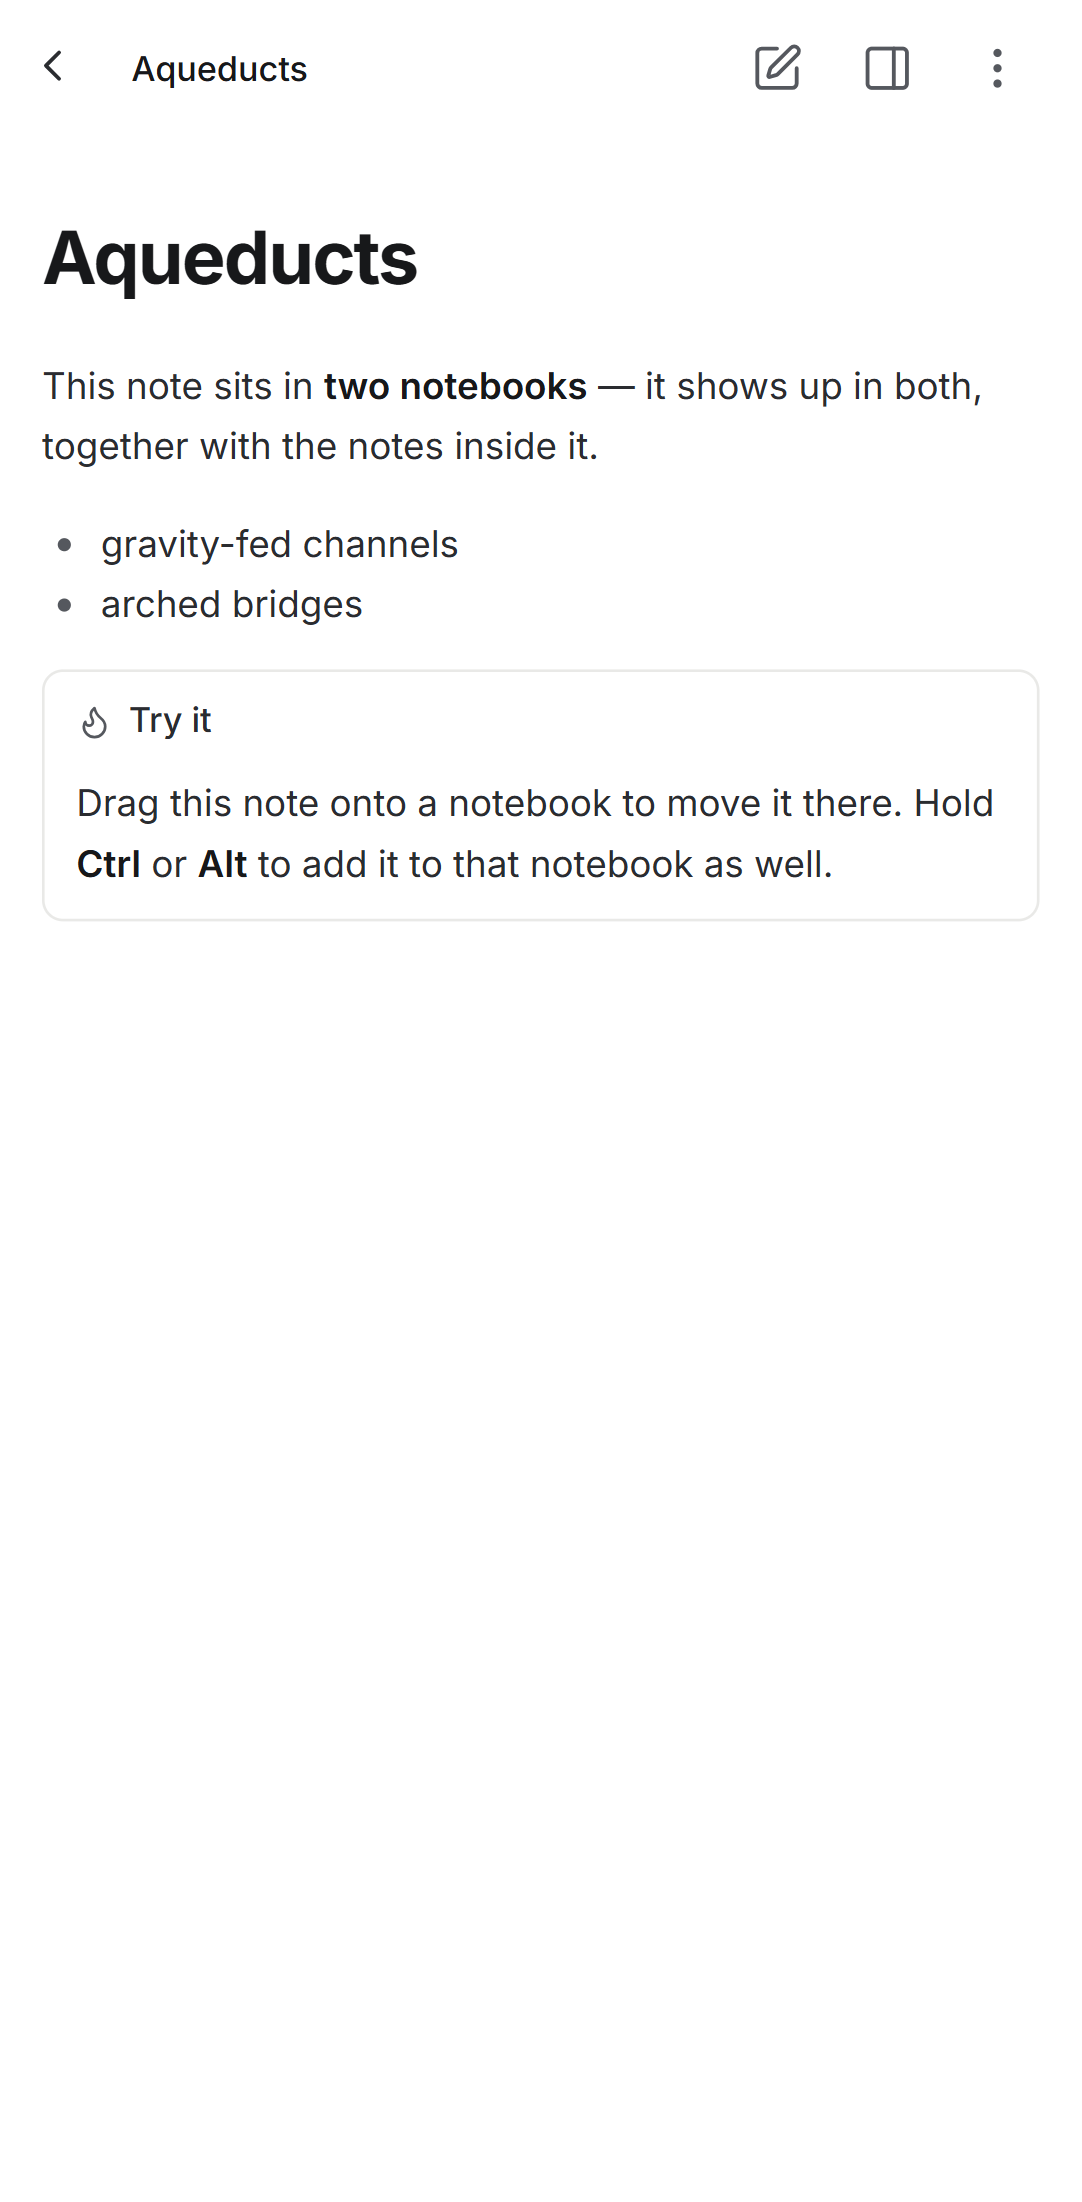 Aqueducts
Aqueducts
This note sits in two notebooks — it shows up in both,
together with the notes inside it.
gravity-fed channels
arched bridges
Try it
Drag this note onto a notebook to move it there. Hold
Ctrl or Alt to add it to that notebook as well.